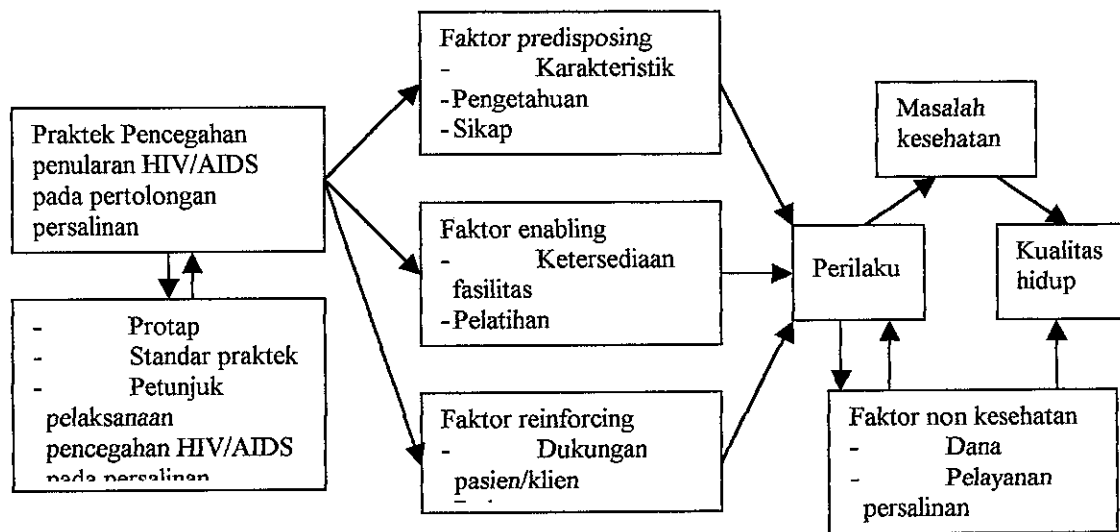 Praktek Pencegahan
penularan HIV/AIDS
pada pertolongan
persalinan
- Protap
- Standar praktek
- Petunjuk
pelaksanaan
pencegahan HIV/AIDS
pada persalinan
Faktor predisposing
- Karakteristik
-Pengetahuan
-Sikap
Faktor enabling
- Ketersediaan
fasilitas
-Pelatihan
Faktor reinforcing
- Dukungan
pasien/klien
Perilaku
Masalah
kesehatan
Kualitas
hidup
Faktor non kesehatan
- Dana
- Pelayanan
persalinan